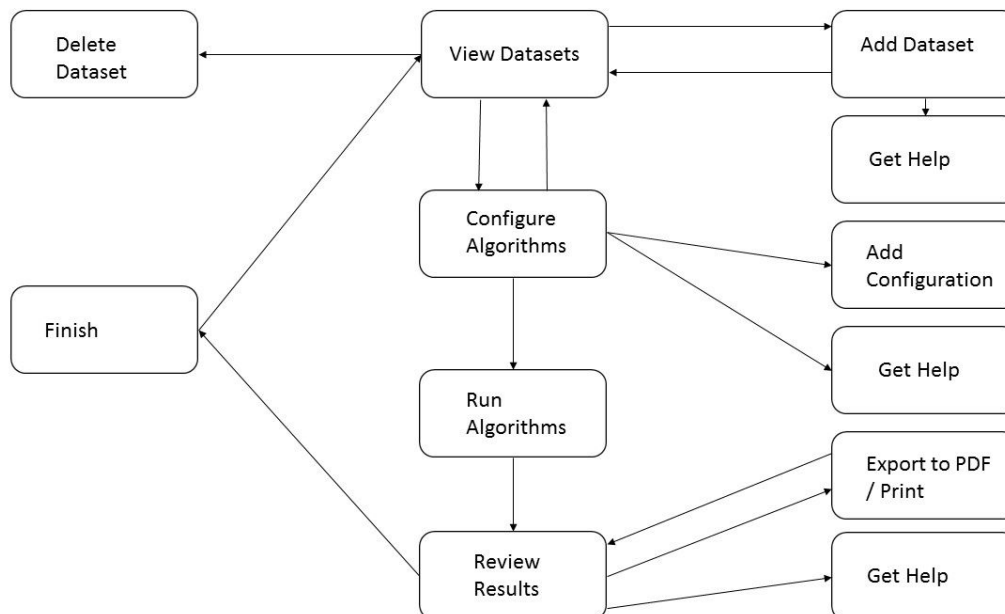 Delete
Dataset
View Datasets
Add Dataset
Get Help
Configure
Algorithms
Add
Configuration
Finish
Get Help
Run
Algorithms
Export to PDF
/ Print
Review
Results
Get Help